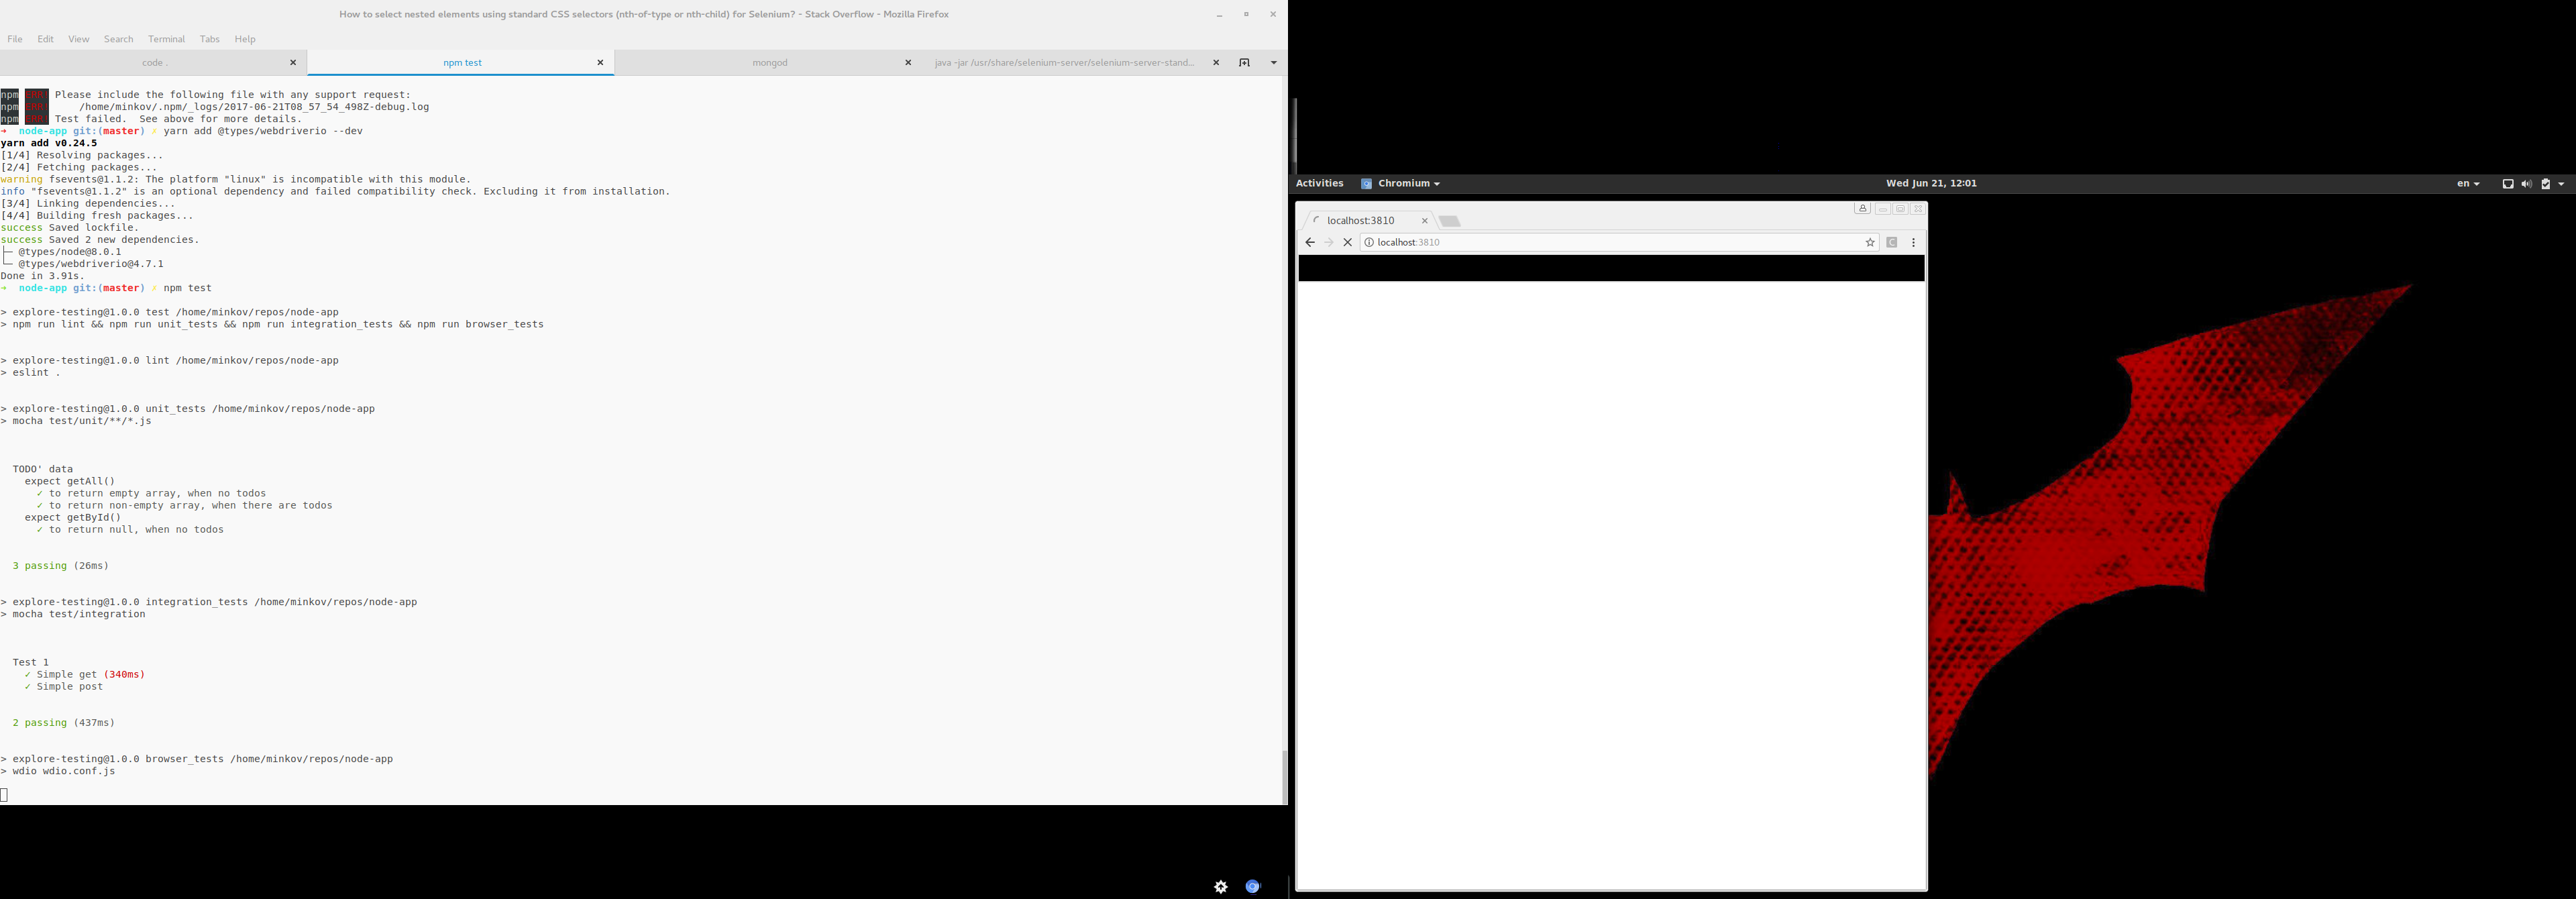 How to select nested elements using standard CSS selectors (nth-of-type or nth-child) for Selenium? - Stack Overflow - Mozilla Firefox
File Edit View Search Terminal Tabs Help
code .
npm test
mongod
java -jar /usr/share/selenium-server/selenium-server-stand...
npm ERR! Please include the following file with any support request:
npm ERR!     /home/minkov/.npm/_logs/2017-06-21T08_57_54_498Z-debug.log
npm ERR! Test failed.  See above for more details.
➜  node-app git:(master) ✗ yarn add @types/webdriverio --dev
yarn add v0.24.5
[1/4] Resolving packages...
[2/4] Fetching packages...
warning fsevents@1.1.2: The platform "linux" is incompatible with this module.
info "fsevents@1.1.2" is an optional dependency and failed compatibility check. Excluding it from installation.
[3/4] Linking dependencies...
[4/4] Building fresh packages...
success Saved lockfile.
success Saved 2 new dependencies.
├─ @types/node@8.0.1
└─ @types/webdriverio@4.7.1
Done in 3.91s.
➜  node-app git:(master) ✗ npm test
> explore-testing@1.0.0 test /home/minkov/repos/node-app
> npm run lint && npm run unit_tests && npm run integration_tests && npm run browser_tests
> explore-testing@1.0.0 lint /home/minkov/repos/node-app
> eslint .
> explore-testing@1.0.0 unit_tests /home/minkov/repos/node-app
> mocha test/unit/**/*.js
TODO' data
expect getAll()
✓ to return empty array, when no todos
✓ to return non-empty array, when there are todos
expect getById()
✓ to return null, when no todos
3 passing (26ms)
> explore-testing@1.0.0 integration_tests /home/minkov/repos/node-app
> mocha test/integration
Test 1
✓ Simple get (340ms)
✓ Simple post
2 passing (437ms)
> explore-testing@1.0.0 browser_tests /home/minkov/repos/node-app
> wdio wdio.conf.js
Activities Chromium Wed Jun 21, 12:01 en
localhost:3810
localhost:3810